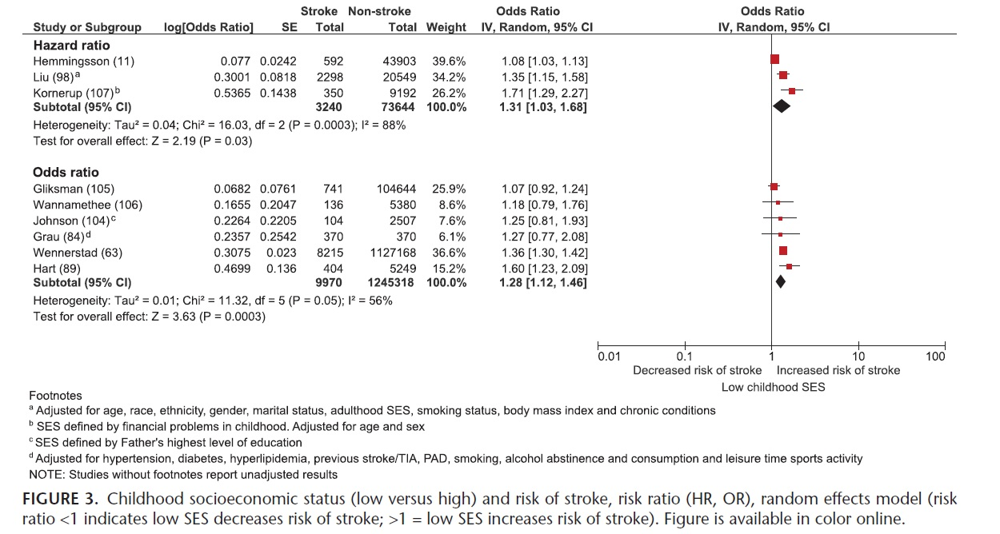 Stroke Non-stroke Odds Ratio Odds Ratio
Study or Subgroup log[Odds Ratio] SE Total Total Weight IV, Random, 95% CI IV, Random, 95% CI
Hazard ratio
Hemmingsson (11) 0.077 0.0242 592 43903 39.6% 1.08 [1.03, 1.13]
Liu (98)ᵃ 0.3001 0.0818 2298 20549 34.2% 1.35 [1.15, 1.58]
Kornerup (107)ᵇ 0.5365 0.1438 350 9192 26.2% 1.71 [1.29, 2.27]
Subtotal (95% CI) 3240 73644 100.0% 1.31 [1.03, 1.68]
Heterogeneity: Tau² = 0.04; Chi² = 16.03, df = 2 (P = 0.0003); I² = 88%
Test for overall effect: Z = 2.19 (P = 0.03)
Odds ratio
Gliksman (105) 0.0682 0.0761 741 104644 25.9% 1.07 [0.92, 1.24]
Wannamethee (106) 0.1655 0.2047 136 5380 8.6% 1.18 [0.79, 1.76]
Johnson (104)ᶜ 0.2264 0.2205 104 2507 7.6% 1.25 [0.81, 1.93]
Grau (84)ᵈ 0.2357 0.2542 370 370 6.1% 1.27 [0.77, 2.08]
Wennerstad (63) 0.3075 0.023 8215 1127168 36.6% 1.36 [1.30, 1.42]
Hart (89) 0.4699 0.136 404 5249 15.2% 1.60 [1.23, 2.09]
Subtotal (95% CI) 9970 1245318 100.0% 1.28 [1.12, 1.46]
Heterogeneity: Tau² = 0.01; Chi² = 11.32, df = 5 (P = 0.05); I² = 56%
Test for overall effect: Z = 3.63 (P = 0.0003)
0.01 0.1 1 10 100
Decreased risk of stroke Increased risk of stroke
Low childhood SES
Footnotes
ᵃ Adjusted for age, race, ethnicity, gender, marital status, adulthood SES, smoking status, body mass index and chronic conditions
ᵇ SES defined by financial problems in childhood. Adjusted for age and sex
ᶜ SES defined by Father's highest level of education
ᵈ Adjusted for hypertension, diabetes, hyperlipidemia, previous stroke/TIA, PAD, smoking, alcohol abstinence and consumption and leisure time sports activity
NOTE: Studies without footnotes report unadjusted results
FIGURE 3. Childhood socioeconomic status (low versus high) and risk of stroke, risk ratio (HR, OR), random effects model (risk
ratio <1 indicates low SES decreases risk of stroke; >1 = low SES increases risk of stroke). Figure is available in color online.